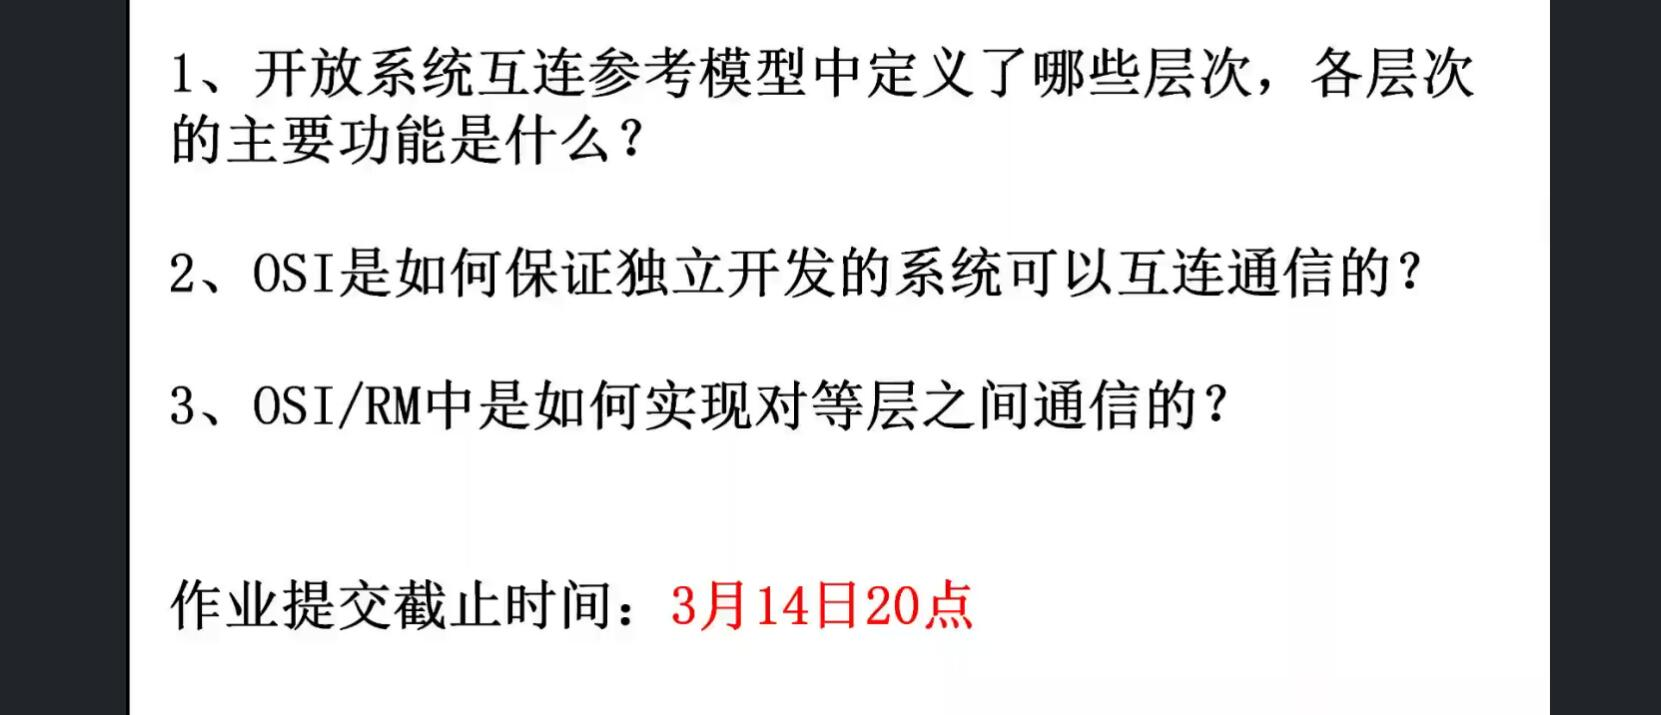 1、开放系统互连参考模型中定义了哪些层次，各层次
的主要功能是什么？
2、OSI是如何保证独立开发的系统可以互连通信的？
3、OSI/RM中是如何实现对等层之间通信的？
作业提交截止时间：3月14日20点